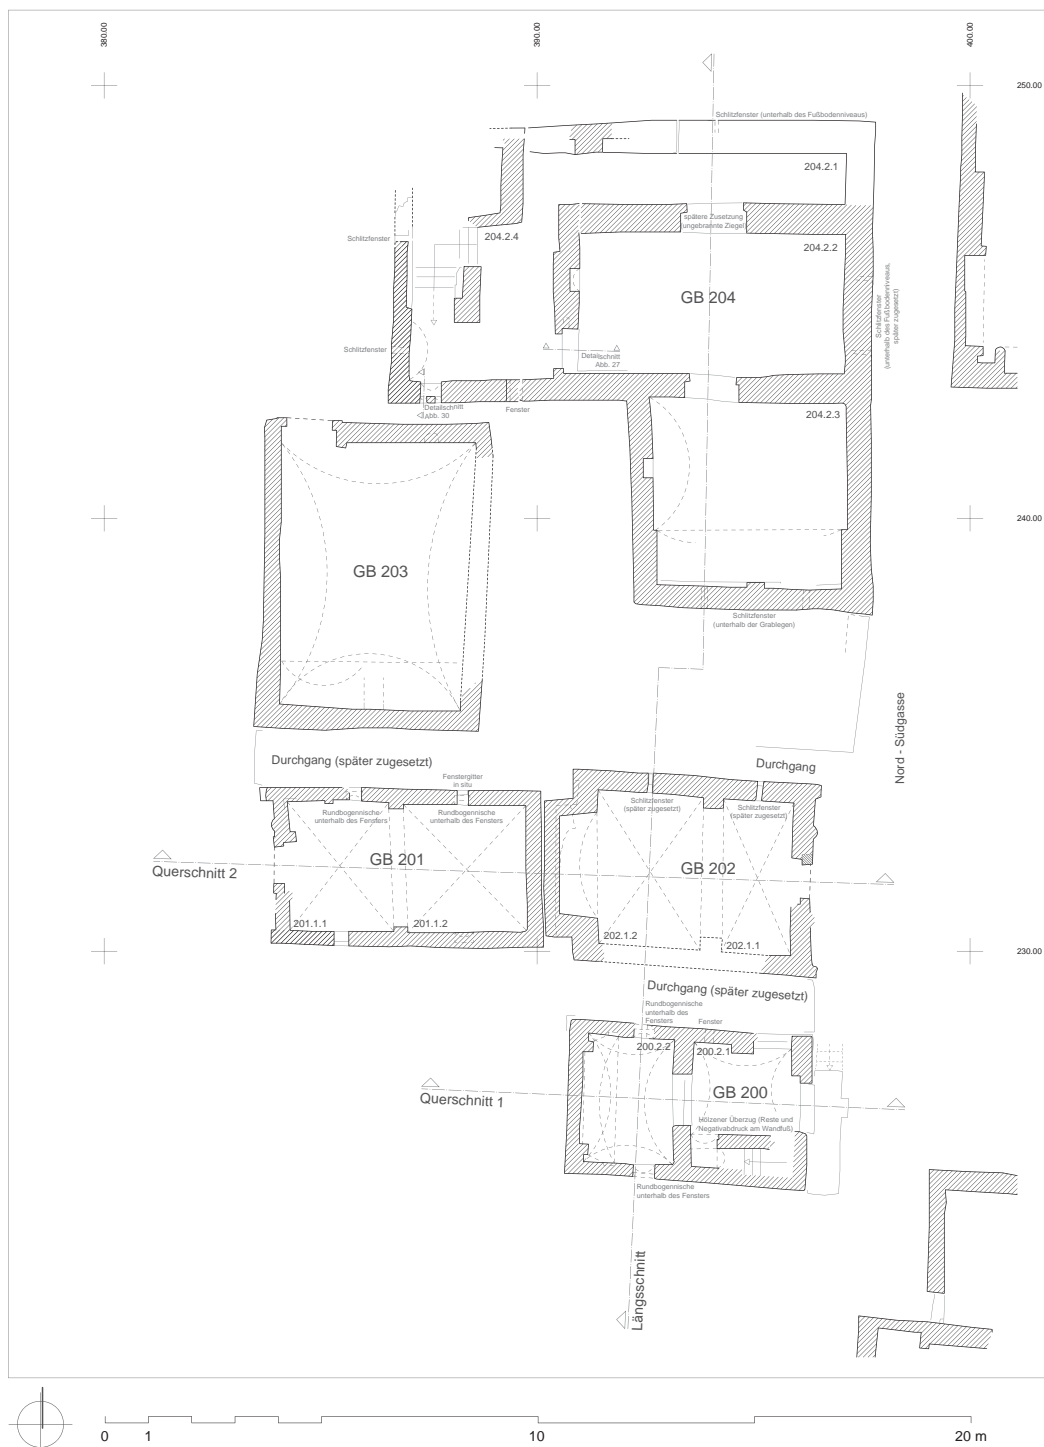 380.00
390.00
400.00
250.00
Schlitzfenster (unterhalb des Fußbodenniveaus)
204.2.1
spätere Zusetzung
(ungebrannte Ziegel)
204.2.4
204.2.2
Schlitzfenster
GB 204
Schlitzfenster
(unterhalb des Fußbodenniveaus,
später zugesetzt)
Schlitzfenster
Detailschnitt
Abb. 27
Detailschnitt
Abb. 30
Fenster
204.2.3
240.00
GB 203
Schlitzfenster
(unterhalb der Grablegen)
Nord - Südgasse
Durchgang (später zugesetzt)
Durchgang
Fenstergitter
in situ
Rundbogennische
unterhalb des Fensters
Rundbogennische
unterhalb des Fensters
Schlitzfenster
(später zugesetzt)
Schlitzfenster
(später zugesetzt)
GB 201
GB 202
Querschnitt 2
201.1.1
201.1.2
202.1.2
202.1.1
230.00
Durchgang (später zugesetzt)
Rundbogennische
unterhalb des
Fensters
Fenster
200.2.2
200.2.1
GB 200
Querschnitt 1
Hölzener Überzug (Reste und
Negativabdruck am Wandfuß)
Rundbogennische
unterhalb des Fensters
Längsschnitt
0
1
10
20 m